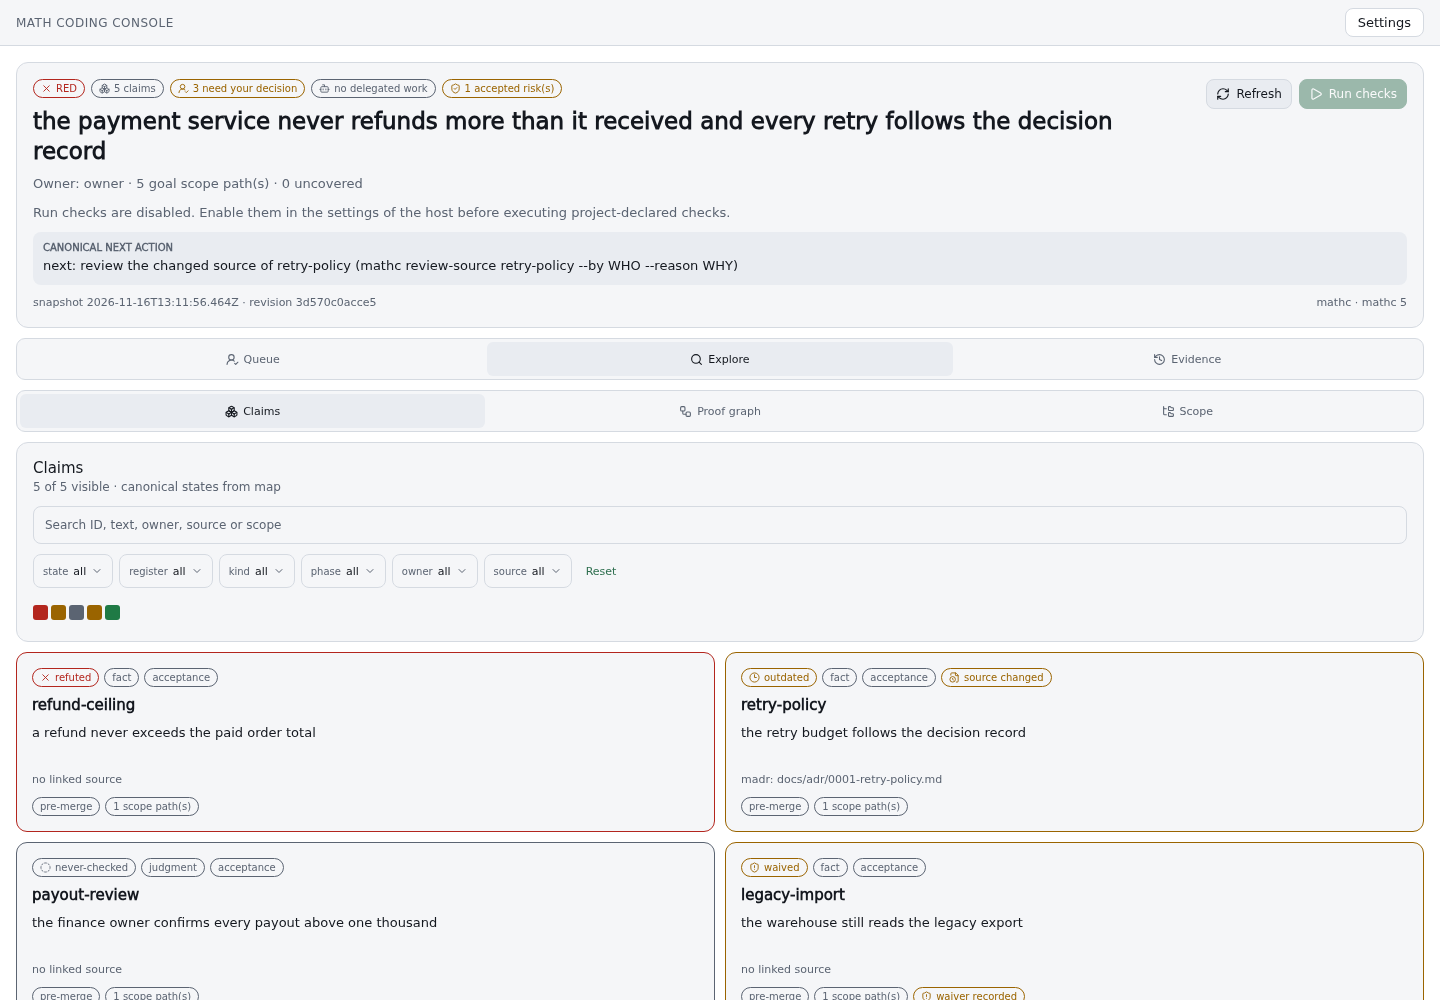 MATH CODING CONSOLE
Settings
RED
5 claims
3 need your decision
no delegated work
1 accepted risk(s)
Refresh
Run checks
the payment service never refunds more than it received and every retry follows the decision
record
Owner: owner · 5 goal scope path(s) · 0 uncovered
Run checks are disabled. Enable them in the settings of the host before executing project-declared checks.
CANONICAL NEXT ACTION
next: review the changed source of retry-policy (mathc review-source retry-policy --by WHO --reason WHY)
snapshot 2026-11-16T13:11:56.464Z · revision 3d570c0acce5
mathc · mathc 5
Queue
Explore
Evidence
Claims
Proof graph
Scope
Claims
5 of 5 visible · canonical states from map
Search ID, text, owner, source or scope
state all
register all
kind all
phase all
owner all
source all
Reset
refuted
fact
acceptance
refund-ceiling
a refund never exceeds the paid order total
no linked source
pre-merge
1 scope path(s)
outdated
fact
acceptance
source changed
retry-policy
the retry budget follows the decision record
madr: docs/adr/0001-retry-policy.md
pre-merge
1 scope path(s)
never-checked
judgment
acceptance
payout-review
the finance owner confirms every payout above one thousand
no linked source
pre-merge
1 scope path(s)
waived
fact
acceptance
legacy-import
the warehouse still reads the legacy export
no linked source
pre-merge
1 scope path(s)
waiver recorded